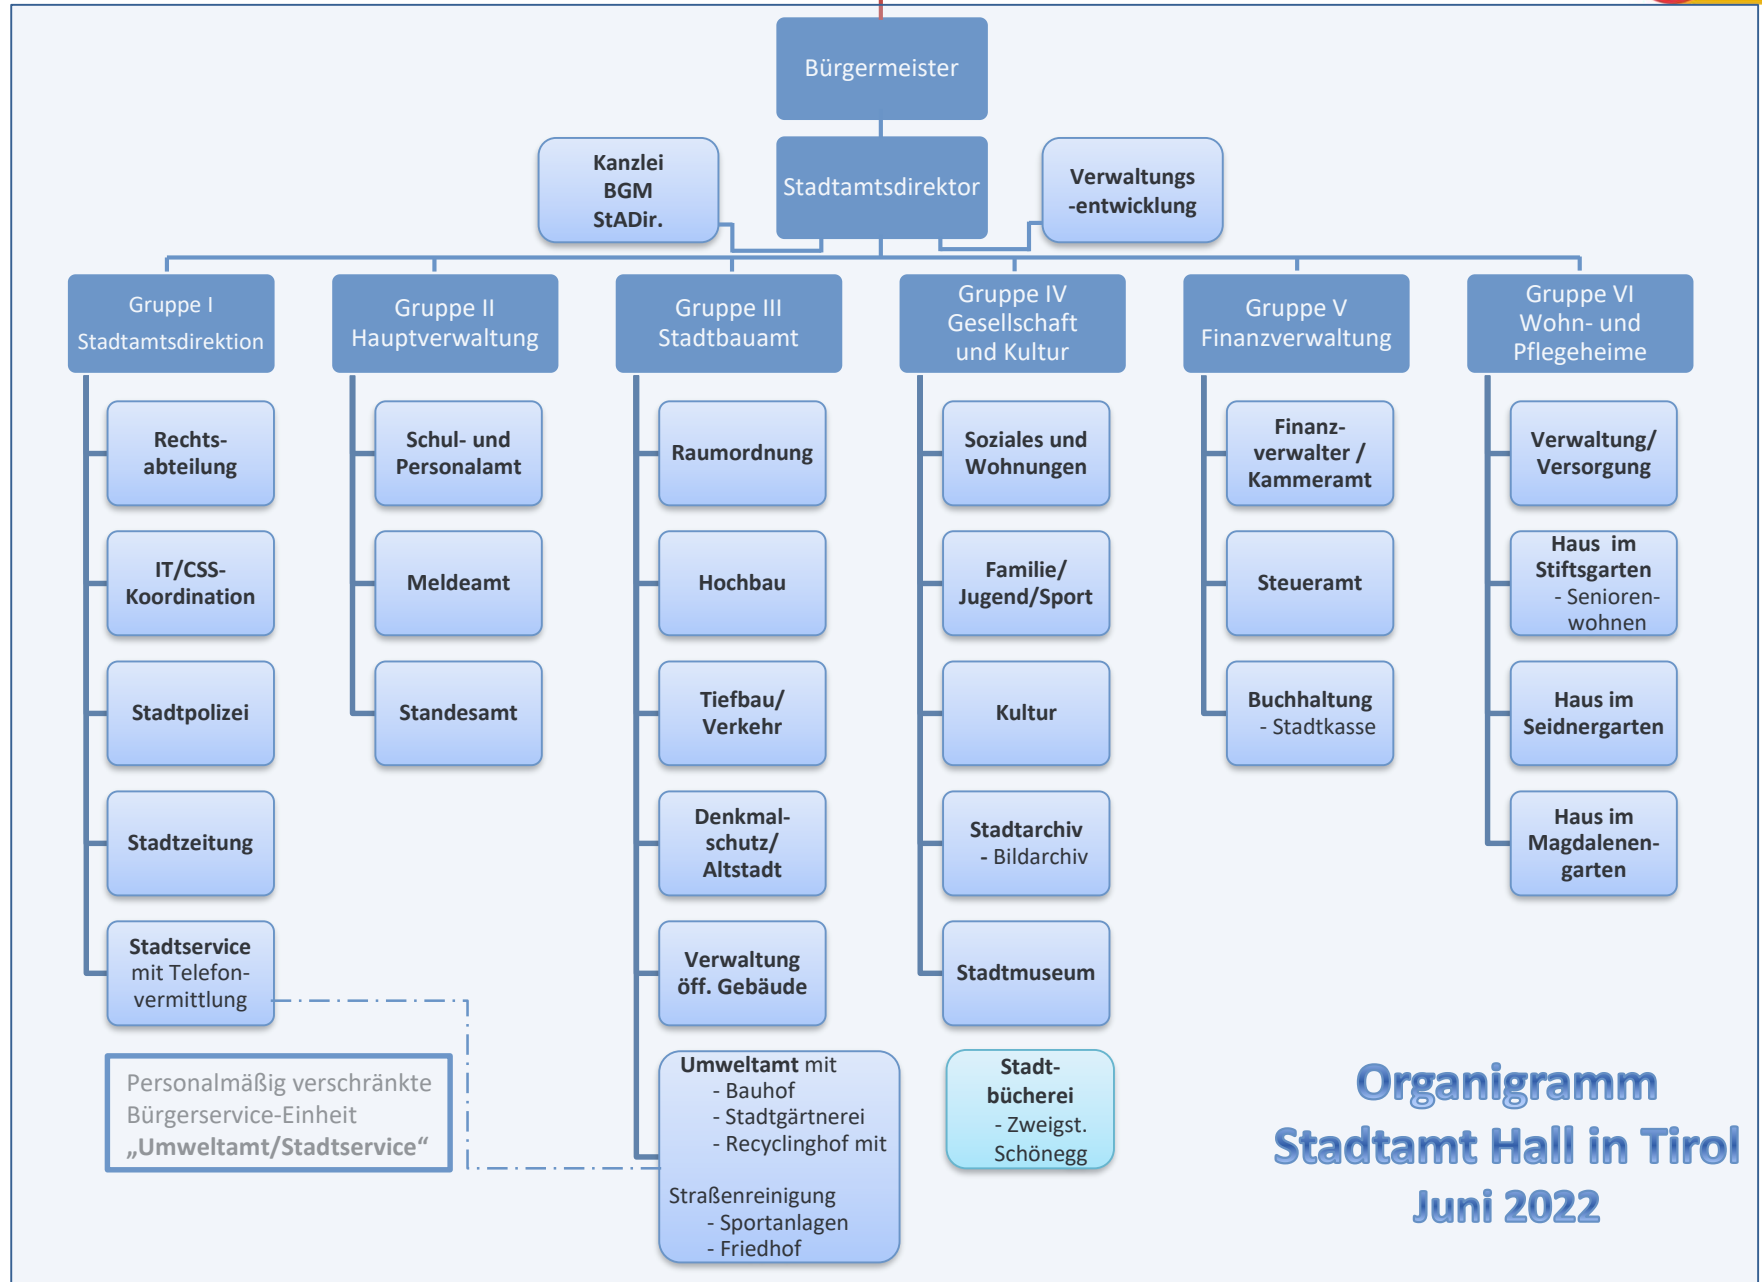 Bürgermeister
Kanzlei
BGM
StADir.
Stadtamtsdirektor
Verwaltungs
-entwicklung
Gruppe I
Stadtamtsdirektion
Rechts-
abteilung
IT/CSS-
Koordination
Stadtpolizei
Stadtzeitung
Stadtservice
mit Telefon-
vermittlung
Gruppe II
Hauptverwaltung
Schul- und
Personalamt
Meldeamt
Standesamt
Gruppe III
Stadtbauamt
Raumordnung
Hochbau
Tiefbau/
Verkehr
Denkmal-
schutz/
Altstadt
Verwaltung
öff. Gebäude
Umweltamt mit
- Bauhof
- Stadtgärtnerei
- Recyclinghof mit
Straßenreinigung
- Sportanlagen
- Friedhof
Gruppe IV
Gesellschaft
und Kultur
Soziales und
Wohnungen
Familie/
Jugend/Sport
Kultur
Stadtarchiv
- Bildarchiv
Stadtmuseum
Stadt-
bücherei
- Zweigst.
Schönegg
Gruppe V
Finanzverwaltung
Finanz-
verwalter /
Kammeramt
Steueramt
Buchhaltung
- Stadtkasse
Gruppe VI
Wohn- und
Pflegeheime
Verwaltung/
Versorgung
Haus im
Stiftsgarten
- Senioren-
wohnen
Haus im
Seidnergarten
Haus im
Magdalenen-
garten
Personalmäßig verschränkte
Bürgerservice-Einheit
„Umweltamt/Stadtservice“
Organigramm
Stadtamt Hall in Tirol
Juni 2022